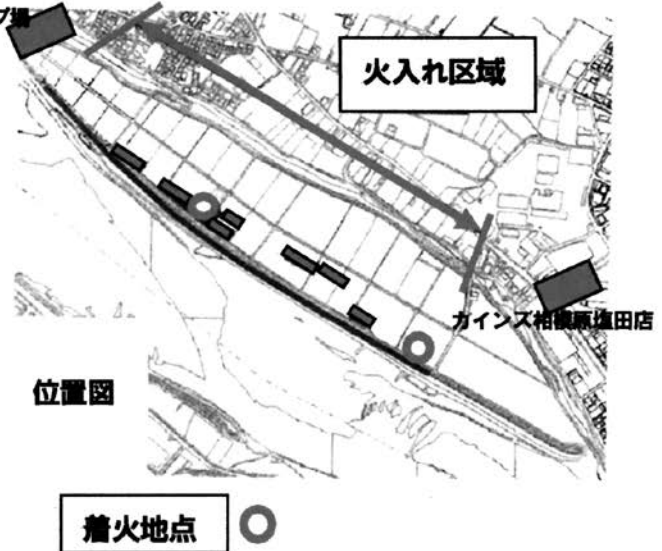 プ場
火入れ区域
カインズ相模原塩田店
位置図
着火地点